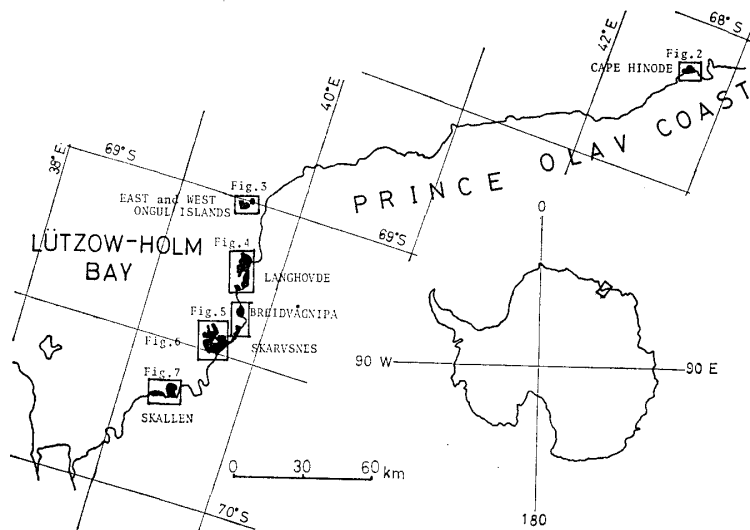 68°S
42°E
Fig.2
CAPE HINODE
40°E
PRINCE OLAV COAST
69°S
38°E
Fig.3
EAST and WEST
ONGUL ISLANDS
69°S
0
LÜTZOW-HOLM
BAY
Fig.4
LANGHOVDE
Fig.5
BREIDVÅGNIPA
Fig.6
SKARVSNES
90 W
90 E
Fig.7
SKALLEN
0 30 60 km
70°S
180